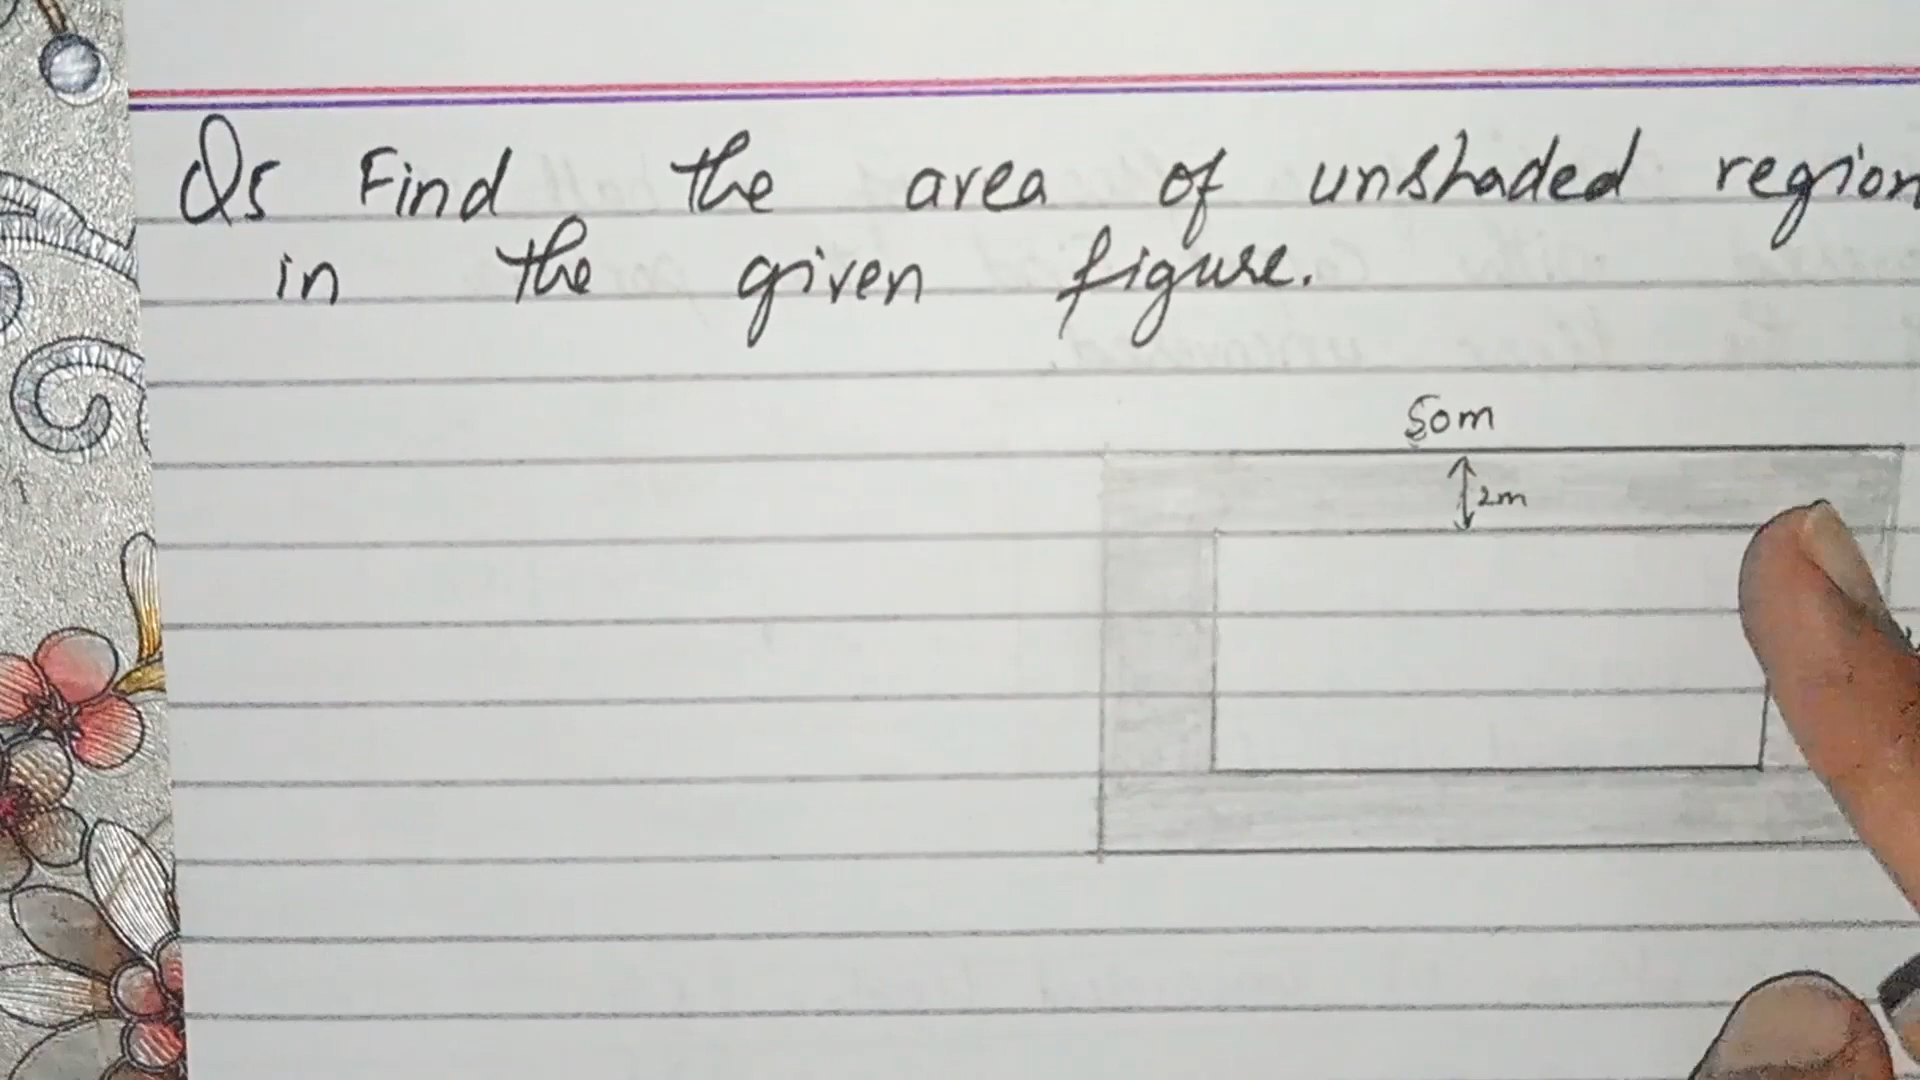 Q5 Find the area of unshaded region
in the given figure.
50m
2m